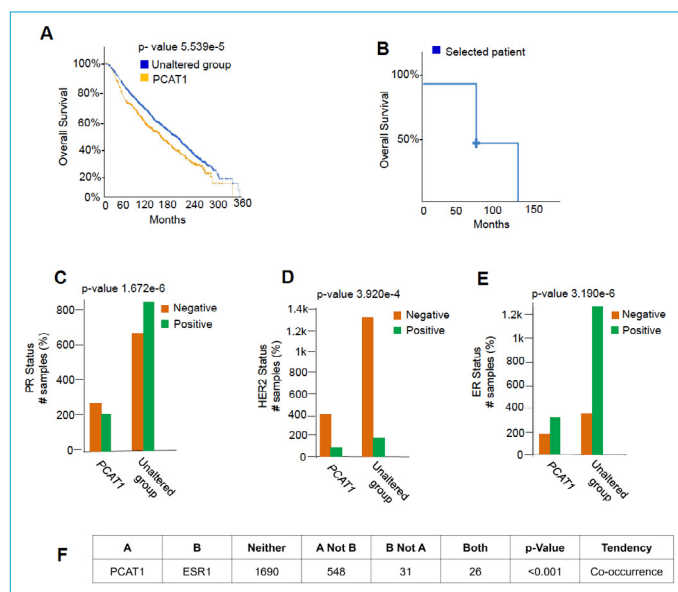 A
p- value 5.539e-5
Unaltered group
PCAT1
Overall Survival
100%
80%
60%
40%
20%
0%
0 60 120 180 240 300 360
Months
B
Selected patient
Overall Survival
100%
50%
0 50 100 150
Months
C
p-value 1.672e-6
Negative
Positive
PR Status
# samples (%)
800
600
400
200
0
PCAT1
Unaltered
group
D
p-value 3.920e-4
Negative
Positive
HER2 Status
# samples (%)
1.4k
1.2k
1k
800
600
400
200
0
PCAT1
Unaltered
group
E
p-value 3.190e-6
Negative
Positive
ER Status
# samples (%)
1.2k
1k
800
600
400
200
0
PCAT1
Unaltered
group
F
A B Neither A Not B B Not A Both p-Value Tendency
PCAT1 ESR1 1690 548 31 26 <0.001 Co-occurrence